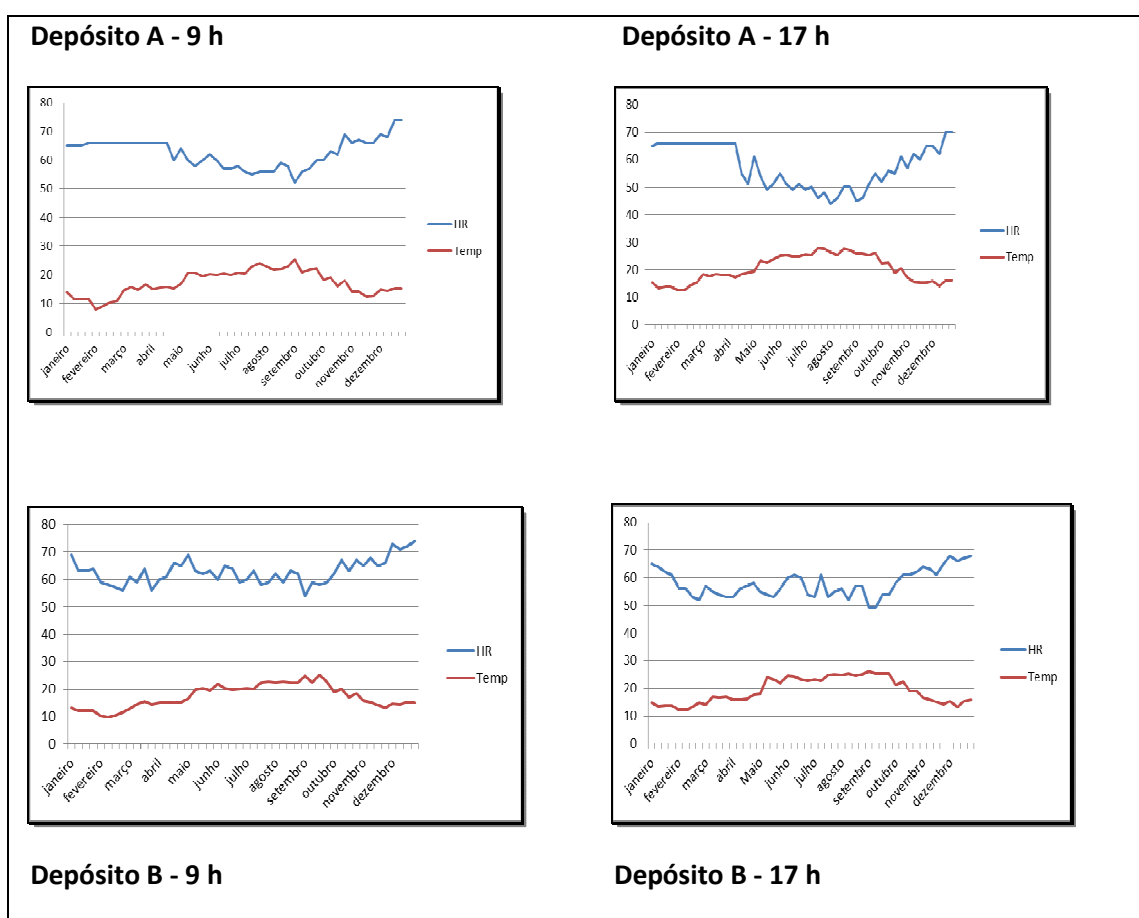 Depósito A - 9 h
Depósito A - 17 h
80
70
60
50
40
30
20
10
0
HR
Temp
janeiro
fevereiro
março
abril
maio
junho
julho
agosto
setembro
outubro
novembro
dezembro
80
70
60
50
40
30
20
10
0
HR
Temp
janeiro
fevereiro
março
abril
Maio
junho
julho
agosto
setembro
outubro
novembro
dezembro
80
70
60
50
40
30
20
10
0
HR
Temp
janeiro
fevereiro
março
abril
maio
junho
julho
agosto
setembro
outubro
novembro
dezembro
80
70
60
50
40
30
20
10
0
HR
Temp
janeiro
fevereiro
março
abril
Maio
junho
julho
agosto
setembro
outubro
novembro
dezembro
Depósito B - 9 h
Depósito B - 17 h